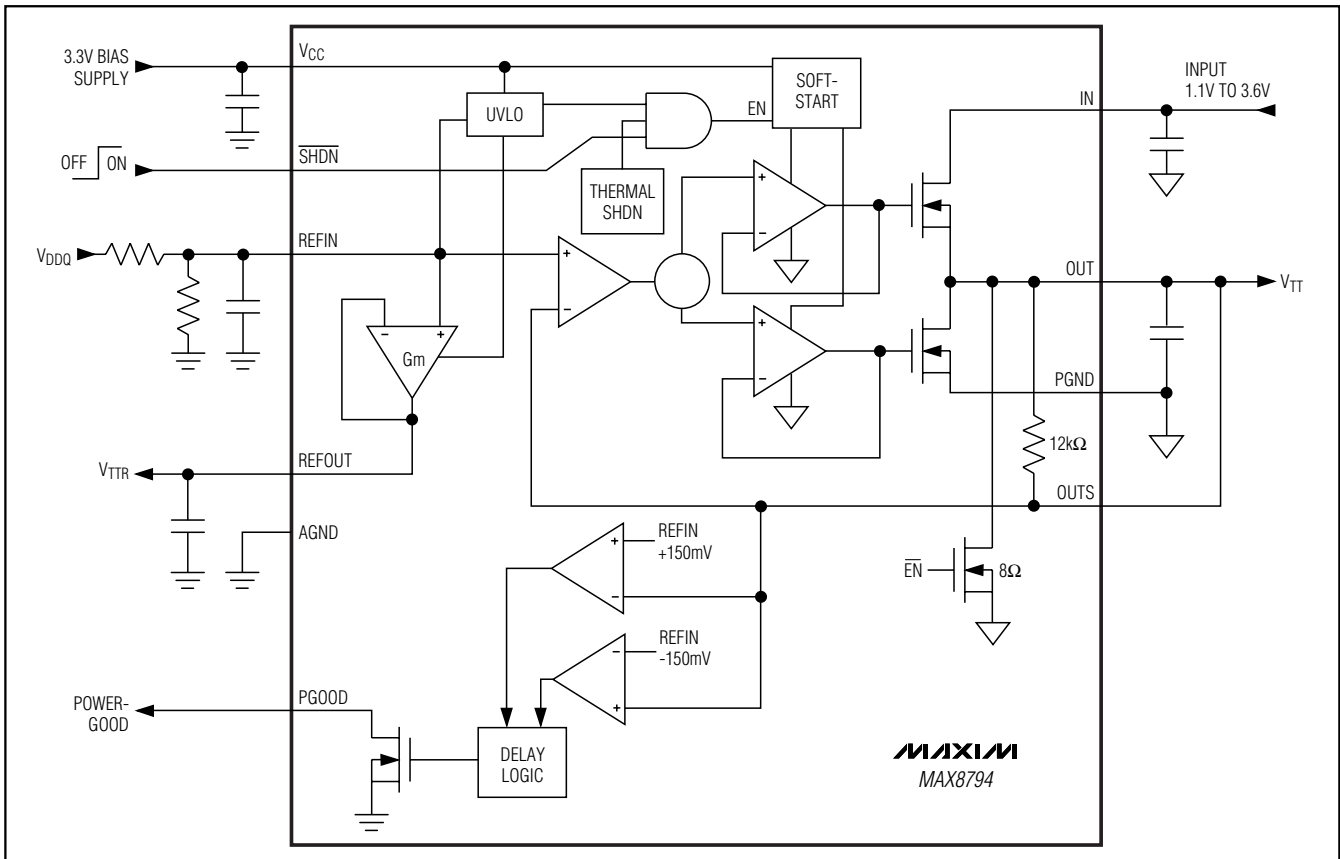 3.3V BIAS
SUPPLY
VCC
SOFT-
START
INPUT
1.1V TO 3.6V
IN
UVLO
EN
OFF
ON
SHDN
THERMAL
SHDN
VDDQ
REFIN
+
-
+
-
OUT
VTT
-
+
Gm
+
-
PGND
12kΩ
VTTR
REFOUT
OUTS
AGND
+
REFIN
+150mV
-
EN
8Ω
-
REFIN
-150mV
+
POWER-
GOOD
PGOOD
DELAY
LOGIC
MAXIM
MAX8794